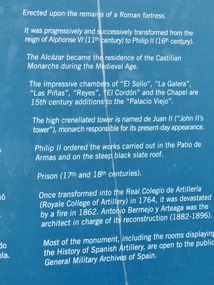 Erected upon the remains of a Roman fortress.
It was progressively and successively transformed from the
reign of Alphonse VI (11th century) to Philip II (16th century).
The Alcázar became the residence of the Castilian
Monarchs during the Medieval Age.
The impressive chambers of "El Solio", "La Galera",
"Las Piñas", "Reyes", "El Cordón" and the Chapel are
15th century additions to the "Palacio Viejo".
The high crenellated tower is named de Juan II ("John II's
tower"), monarch responsible for its present-day appearance.
Philip II ordered the works carried out in the Patio de
Armas and on the steep black slate roof.
Prison (17th and 18th centuries).
Once transformed into the Real Colegio de Artillería
(Royale College of Artillery) in 1764, it was devastated
by a fire in 1862. Antonio Bermejo y Arteaga was the
architect in charge of its reconstruction (1882-1896).
Most of the monument, including the rooms displaying
the History of Spanish Artillery, are open to the public
General Military Archives of Spain.